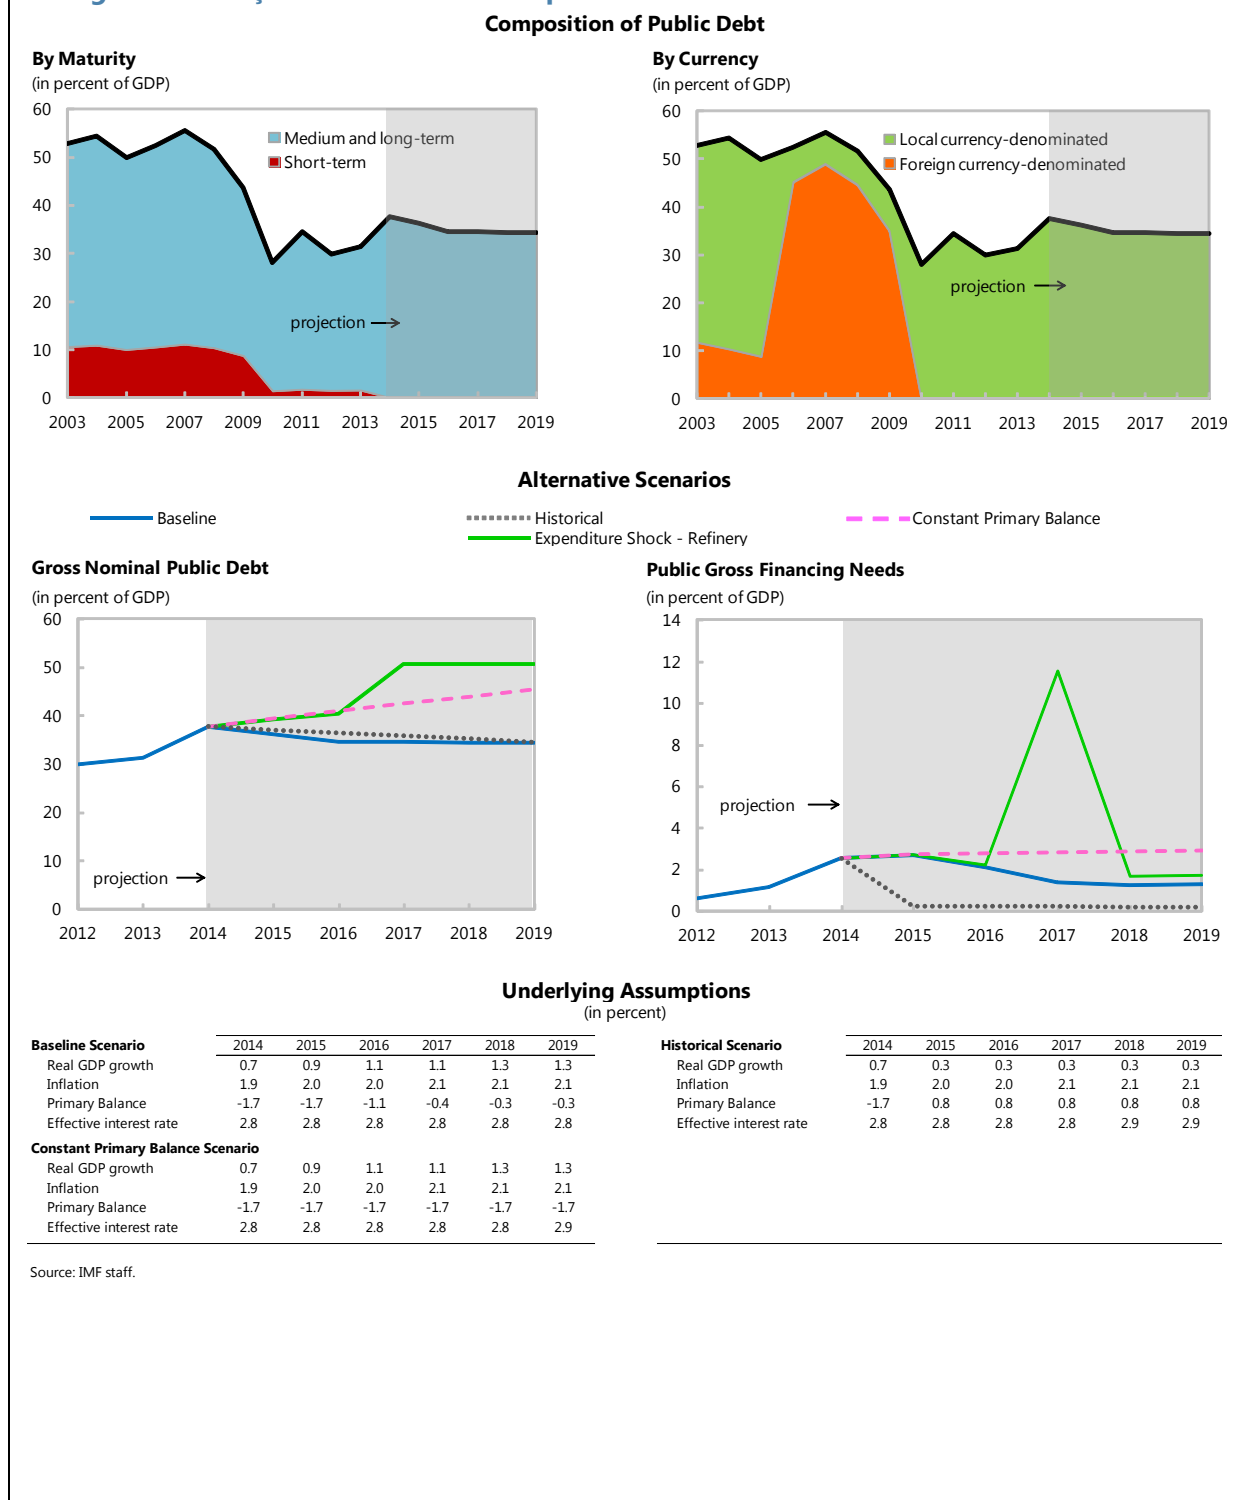 Composition of Public Debt
By Maturity
(in percent of GDP)
60
50
40
30
20
10
0
Medium and long-term
Short-term
projection
2003 2005 2007 2009 2011 2013 2015 2017 2019
By Currency
(in percent of GDP)
60
50
40
30
20
10
0
Local currency-denominated
Foreign currency-denominated
projection
2003 2005 2007 2009 2011 2013 2015 2017 2019
Alternative Scenarios
Baseline
Historical
Constant Primary Balance
Expenditure Shock - Refinery
Gross Nominal Public Debt
(in percent of GDP)
60
50
40
30
20
10
0
projection
2012 2013 2014 2015 2016 2017 2018 2019
Public Gross Financing Needs
(in percent of GDP)
14
12
10
8
6
4
2
0
projection
2012 2013 2014 2015 2016 2017 2018 2019
Underlying Assumptions
(in percent)
Baseline Scenario 2014 2015 2016 2017 2018 2019
Real GDP growth 0.7 0.9 1.1 1.1 1.3 1.3
Inflation 1.9 2.0 2.0 2.1 2.1 2.1
Primary Balance -1.7 -1.7 -1.1 -0.4 -0.3 -0.3
Effective interest rate 2.8 2.8 2.8 2.8 2.8 2.8
Constant Primary Balance Scenario
Real GDP growth 0.7 0.9 1.1 1.1 1.3 1.3
Inflation 1.9 2.0 2.0 2.1 2.1 2.1
Primary Balance -1.7 -1.7 -1.7 -1.7 -1.7 -1.7
Effective interest rate 2.8 2.8 2.8 2.8 2.8 2.9
Historical Scenario 2014 2015 2016 2017 2018 2019
Real GDP growth 0.7 0.3 0.3 0.3 0.3 0.3
Inflation 1.9 2.0 2.0 2.1 2.1 2.1
Primary Balance -1.7 0.8 0.8 0.8 0.8 0.8
Effective interest rate 2.8 2.8 2.8 2.8 2.9 2.9
Source: IMF staff.